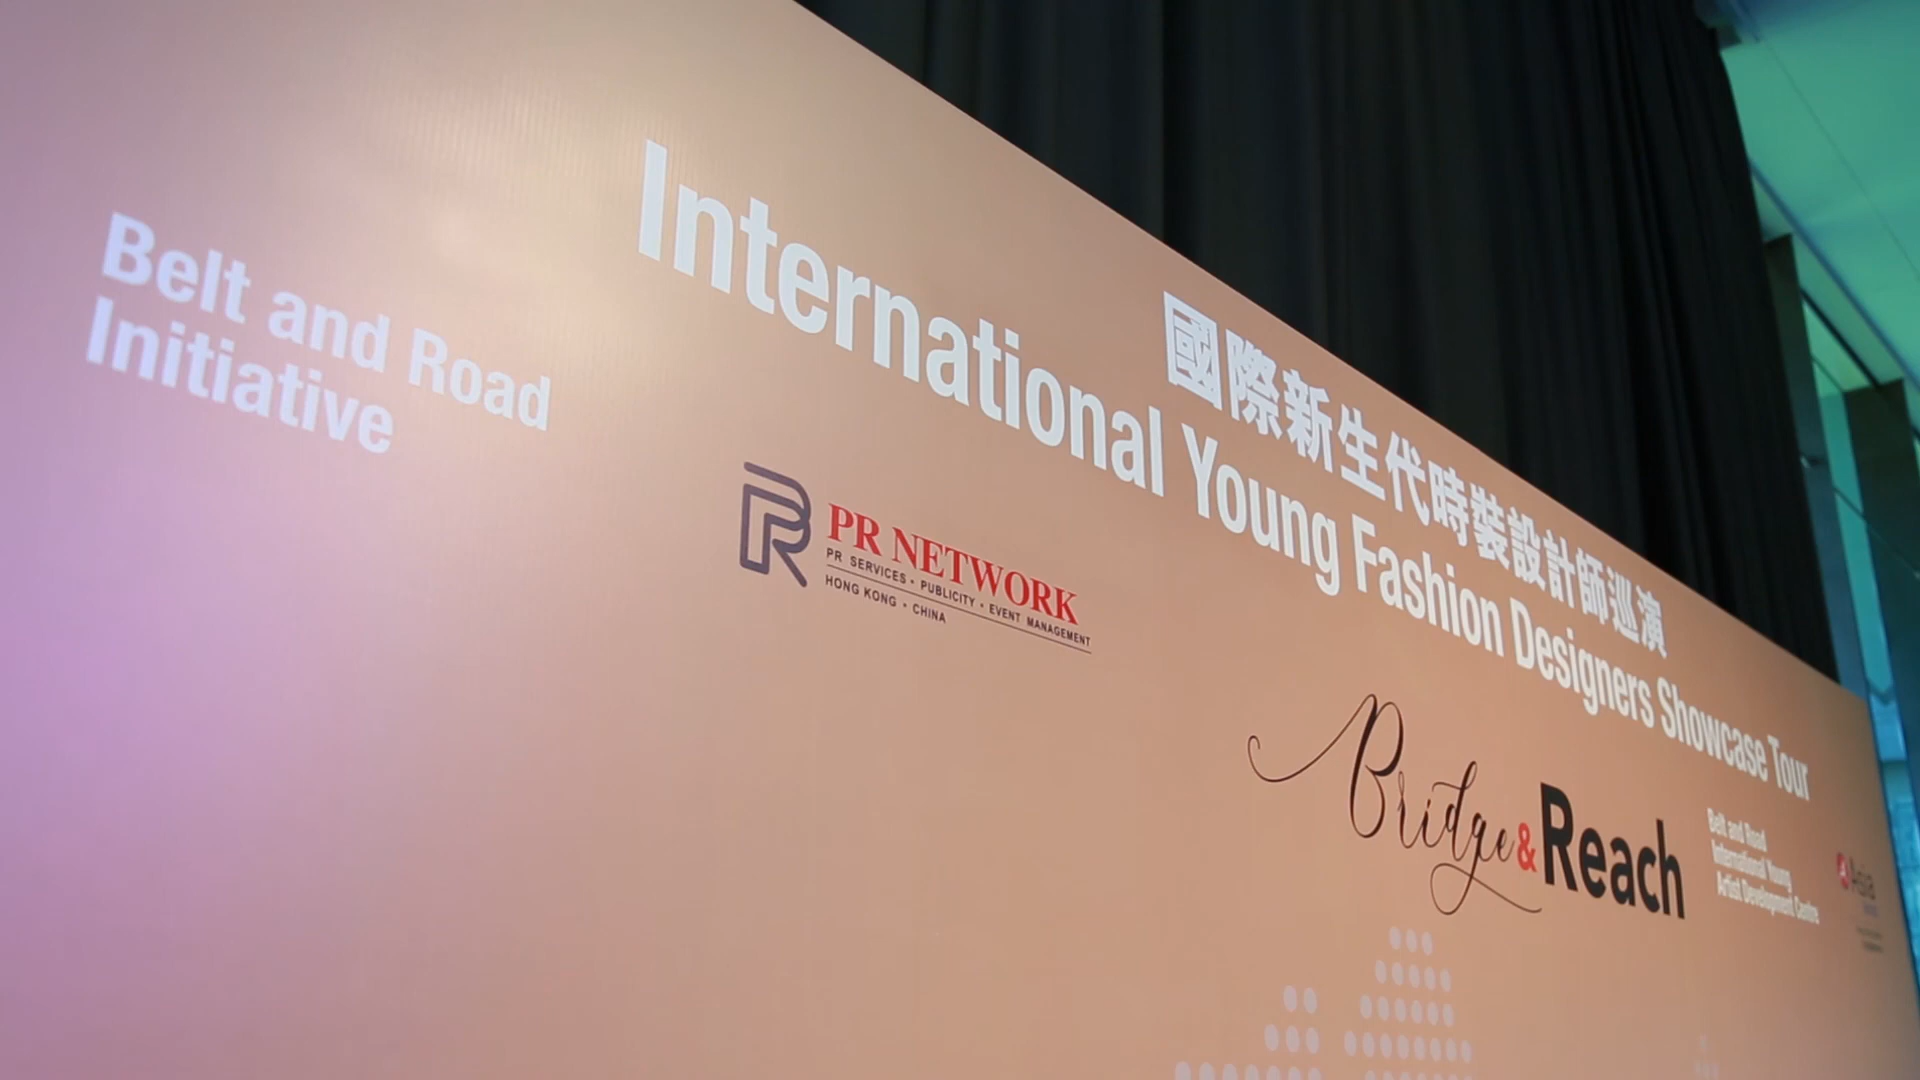 Belt and Road
Initiative
國際新生代時裝設計師巡演
International Young Fashion Designers Showcase Tour
PR NETWORK
PR SERVICES • PUBLICITY • EVENT MANAGEMENT
HONG KONG • CHINA
Bridge & Reach
Belt and Road
International Young
Artist Development Centre
Asia